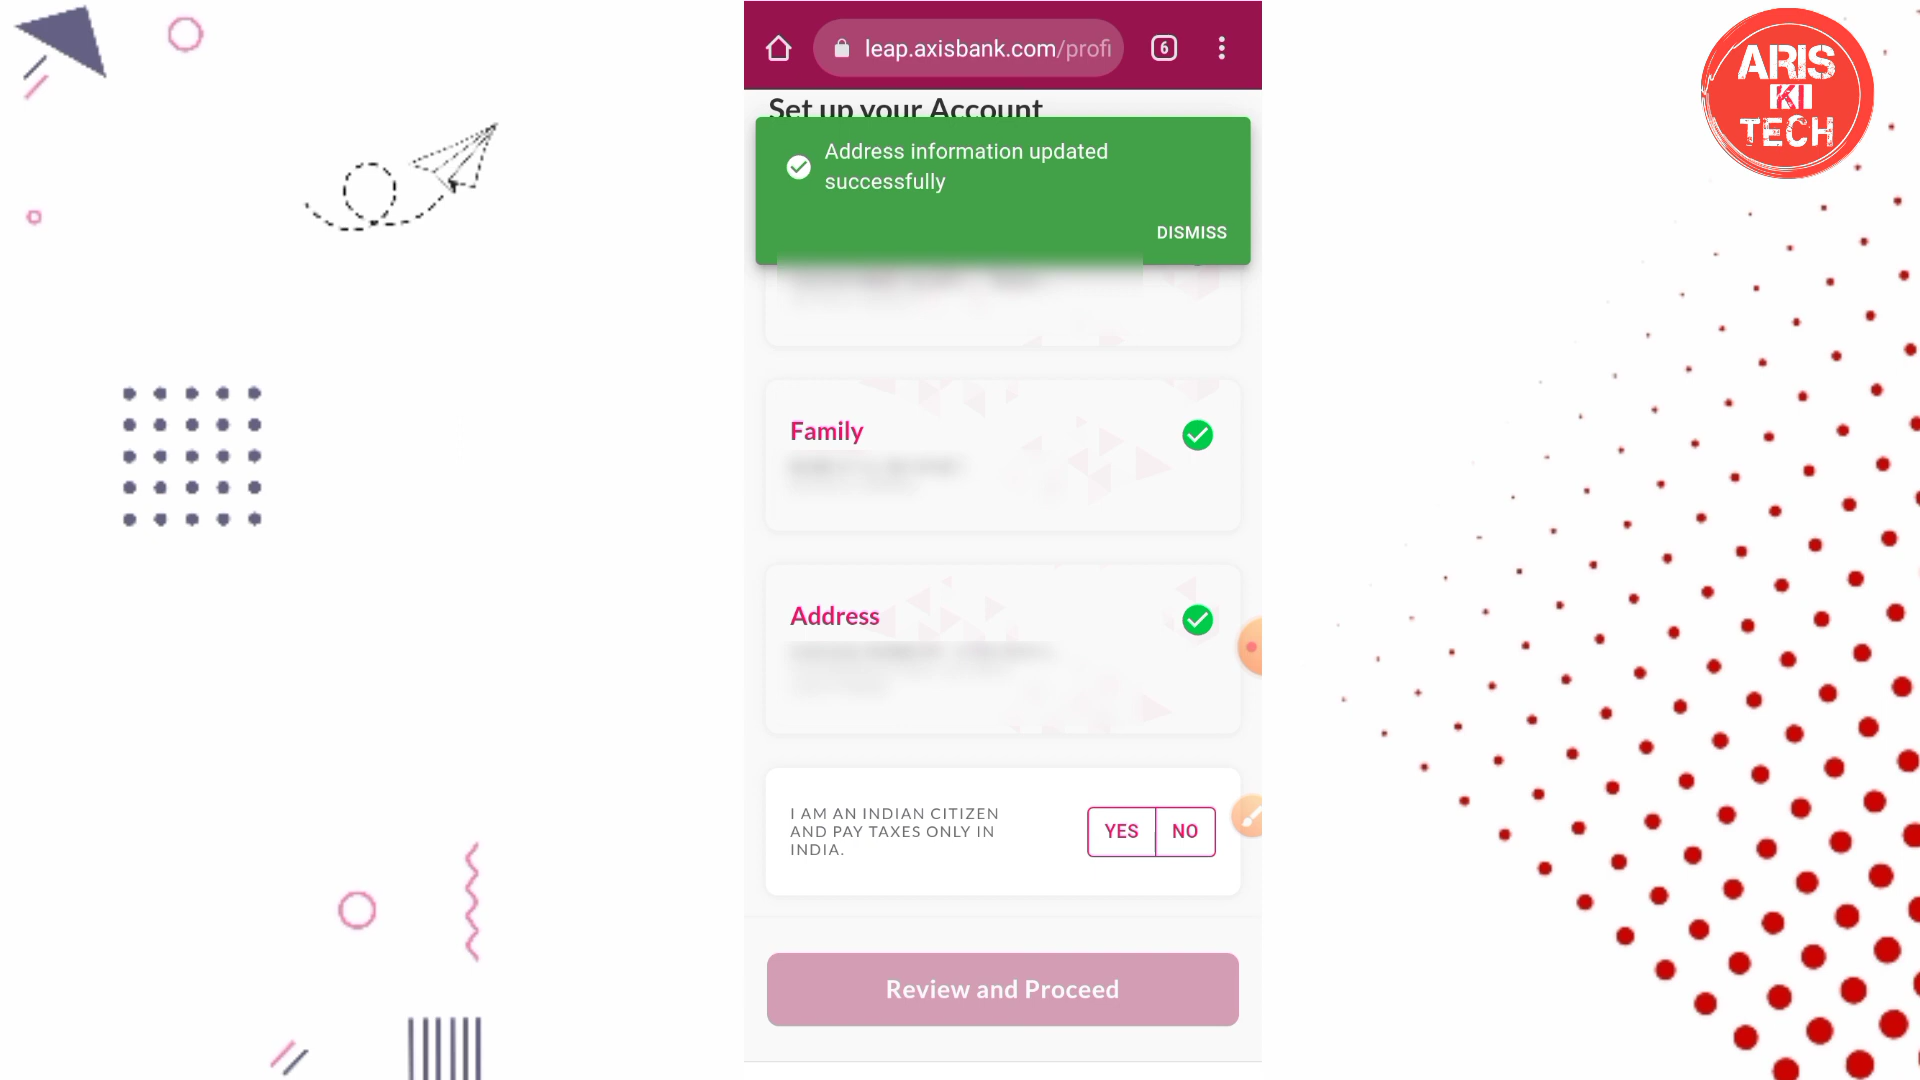 leap.axisbank.com/profi
6
ARIS
KI
TECH
Set up your Account
Address information updated
successfully
DISMISS
Family
Address
I AM AN INDIAN CITIZEN
AND PAY TAXES ONLY IN
INDIA.
YES
NO
Review and Proceed